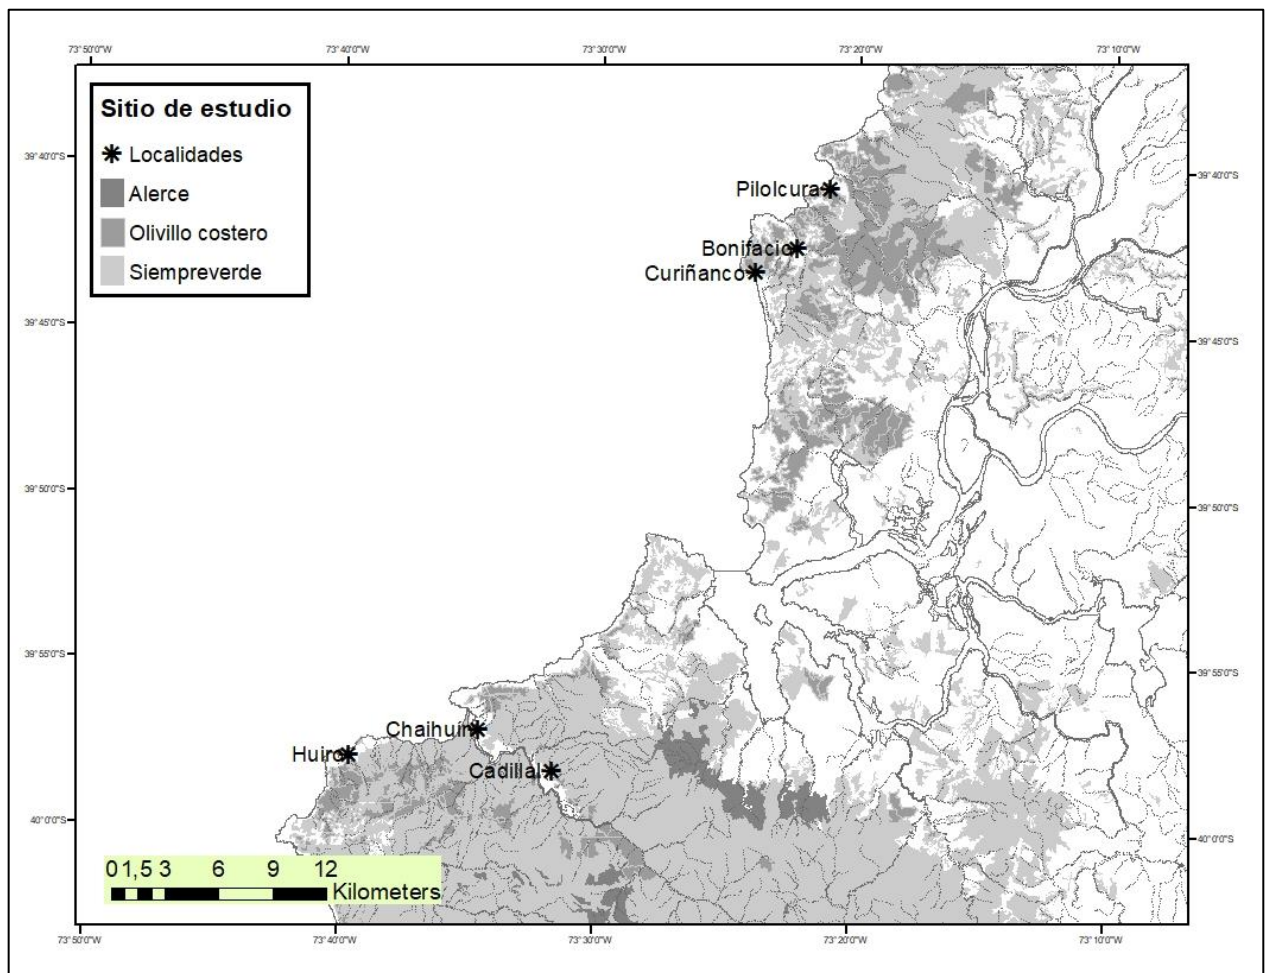 73°50'0"W 73°40'0"W 73°30'0"W 73°20'0"W 73°10'0"W
Sitio de estudio
Localidades
Alerce
Olivillo costero
Siempreverde
39°40'0"S
39°40'0"S
Pilolcura
Bonifacio
Curiñanco
39°45'0"S
39°45'0"S
39°50'0"S
39°50'0"S
39°55'0"S
39°55'0"S
Chaihuín
Huiro
Cadillal
40°0'0"S
40°0'0"S
0 1,5 3 6 9 12
Kilometers
73°50'0"W 73°40'0"W 73°30'0"W 73°20'0"W 73°10'0"W